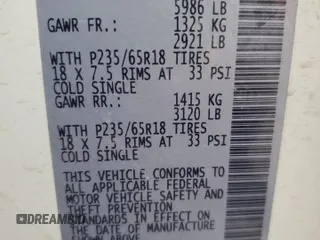 5986 LB
GAWR FR.: 1325 KG
2921 LB
WITH P235/65R18 TIRES
18 X 7.5 RIMS AT 33 PSI
COLD SINGLE
GAWR RR.: 1415 KG
3120 LB
WITH P235/65R18 TIRES
18 X 7.5 RIMS AT 33 PSI
COLD SINGLE
THIS VEHICLE CONFORMS TO
ALL APPLICABLE FEDERAL
MOTOR VEHICLE SAFETY AND
THEFT PREVENTION
STANDARDS IN EFFECT ON
THE DATE OF MANUFACTURE
SHOWN ABOVE